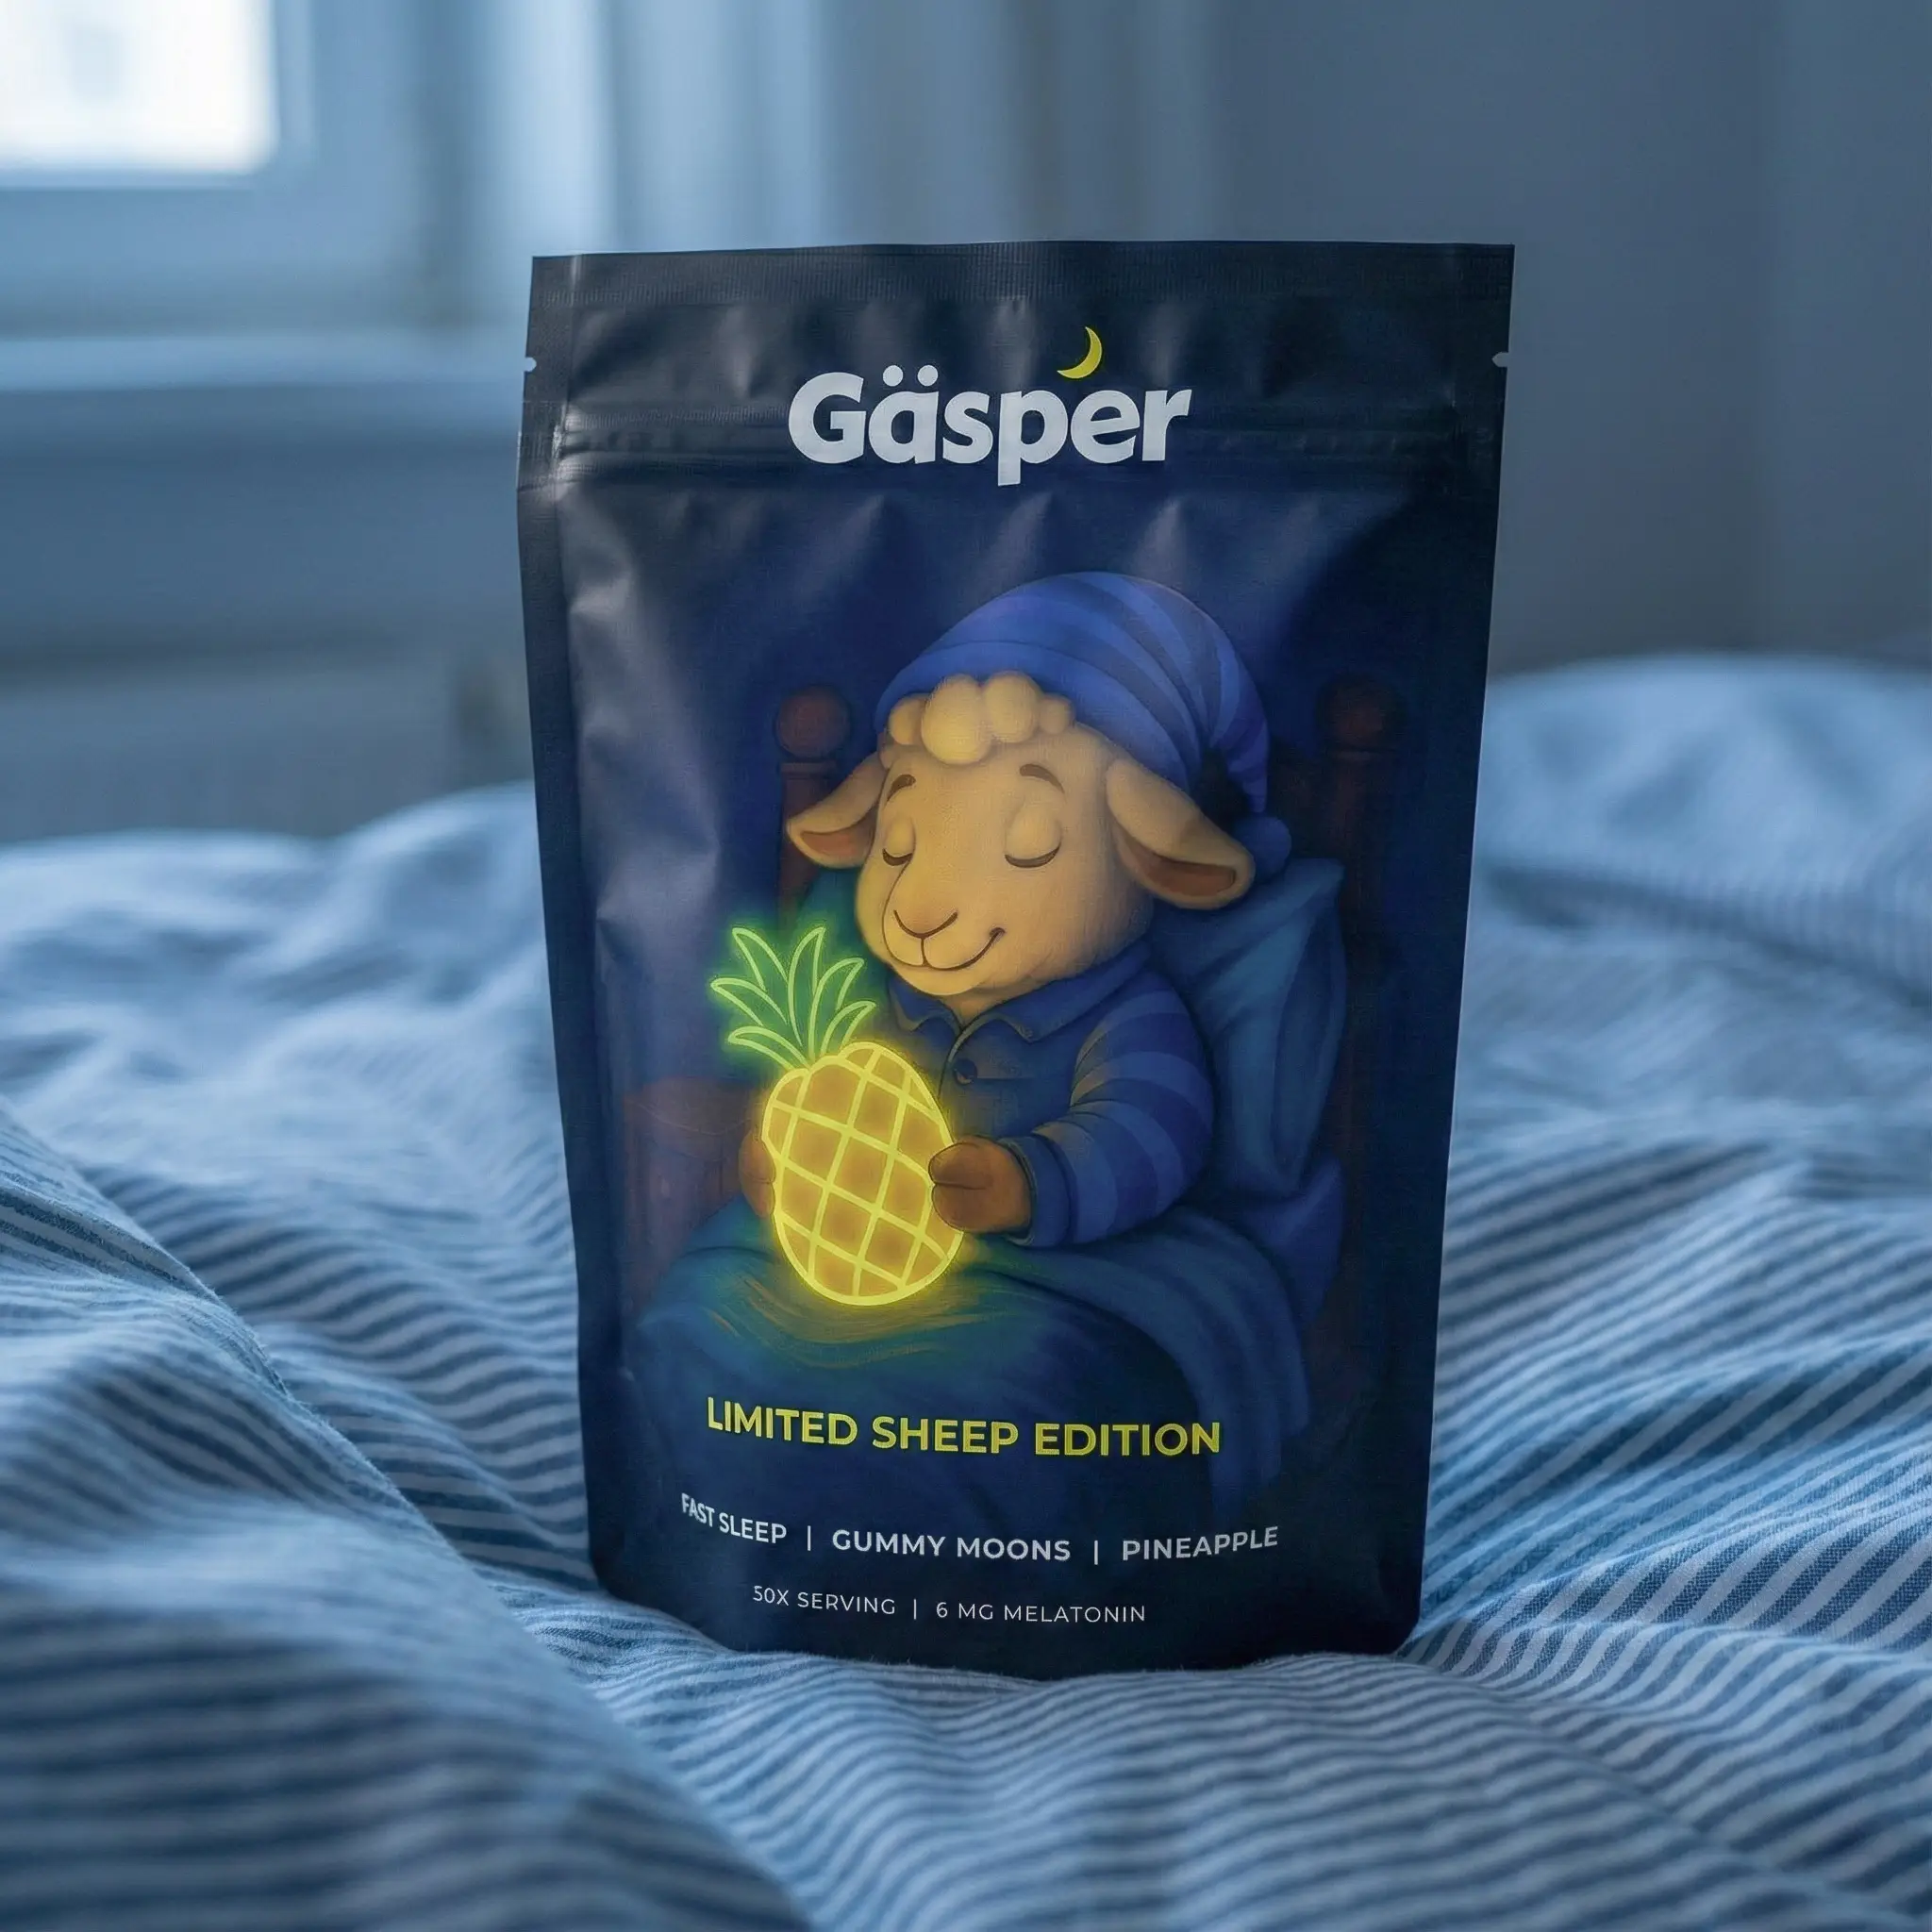 Gäsper
LIMITED SHEEP EDITION
FAST SLEEP | GUMMY MOONS | PINEAPPLE
50X SERVING | 6 MG MELATONIN